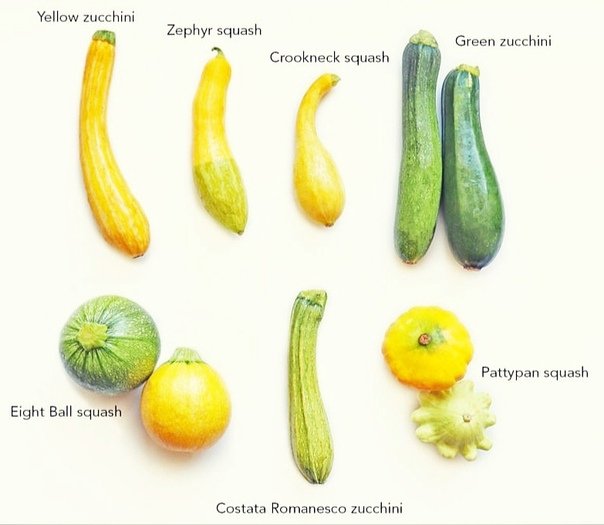 Yellow zucchini
Zephyr squash
Crookneck squash
Green zucchini
Eight Ball squash
Pattypan squash
Costata Romanesco zucchini